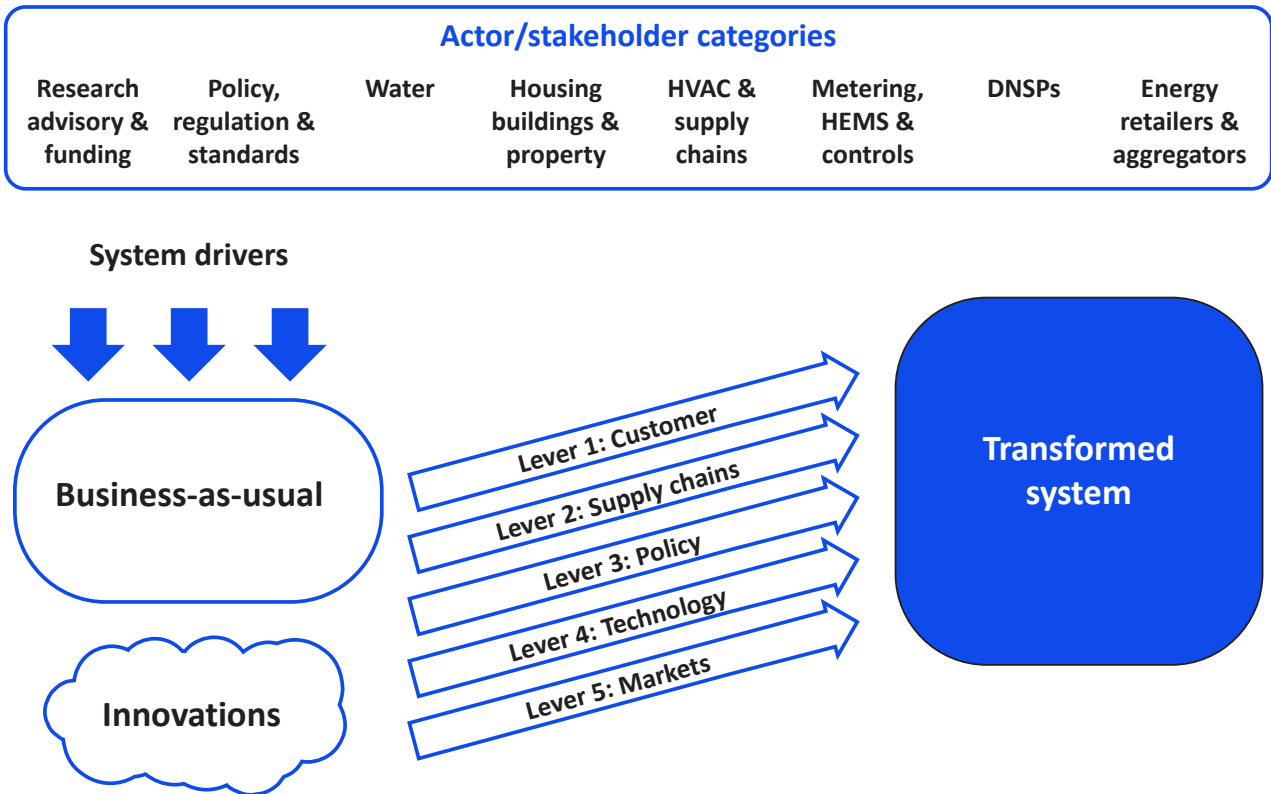 Actor/stakeholder categories
Research
advisory &
funding
Policy,
regulation &
standards
Water
Housing
buildings &
property
HVAC &
supply
chains
Metering,
HEMS &
controls
DNSPs
Energy
retailers &
aggregators
System drivers
Business-as-usual
Innovations
Lever 1: Customer
Lever 2: Supply chains
Lever 3: Policy
Lever 4: Technology
Lever 5: Markets
Transformed
system